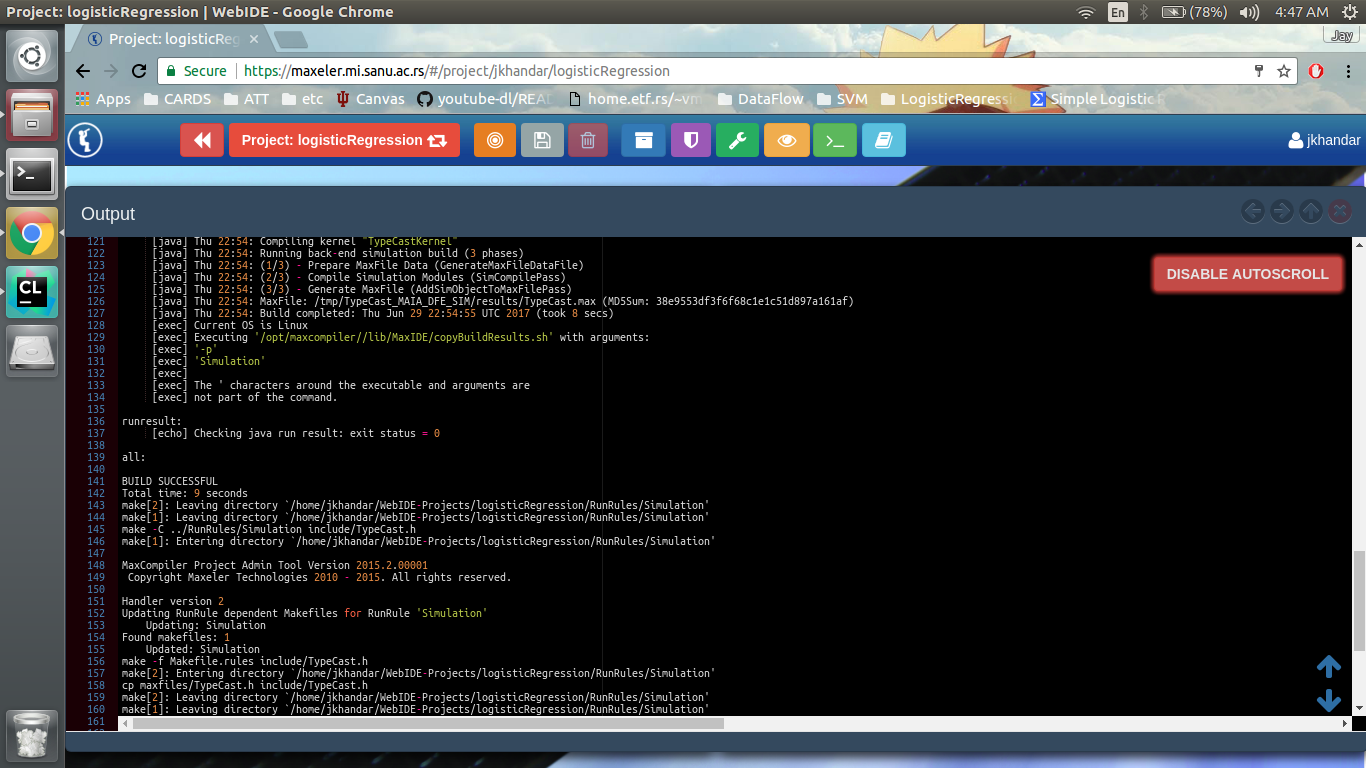 Project: logisticRegression | WebIDE - Google Chrome
En
(78%)
4:47 AM
Project: logisticReg
Jay
Secure
https://maxeler.mi.sanu.ac.rs/#/project/jkhandar/logisticRegression
Apps
CARDS
ATT
etc
Canvas
youtube-dl/REA
home.etf.rs/~vm
DataFlow
SVM
LogisticRegressi
Simple Logistic R
Project: logisticRegression
jkhandar
Output
DISABLE AUTOSCROLL
121 [java] Thu 22:54: Compiling kernel "TypeCastKernel"
122 [java] Thu 22:54: Running back-end simulation build (3 phases)
123 [java] Thu 22:54: (1/3) - Prepare MaxFile Data (GenerateMaxFileDataFile)
124 [java] Thu 22:54: (2/3) - Compile Simulation Modules (SimCompilePass)
125 [java] Thu 22:54: (3/3) - Generate MaxFile (AddSimObjectToMaxFilePass)
126 [java] Thu 22:54: MaxFile: /tmp/TypeCast_MAIA_DFE_SIM/results/TypeCast.max (MD5Sum: 38e9553df3f6f68c1e1c51d897a161af)
127 [java] Thu 22:54: Build completed: Thu Jun 29 22:54:55 UTC 2017 (took 8 secs)
128 [exec] Current OS is Linux
129 [exec] Executing '/opt/maxcompiler//lib/MaxIDE/copyBuildResults.sh' with arguments:
130 [exec] '-p'
131 [exec] 'Simulation'
132 [exec]
133 [exec] The ' characters around the executable and arguments are
134 [exec] not part of the command.
135
136 runresult:
137 [echo] Checking java run result: exit status = 0
138
139 all:
140
141 BUILD SUCCESSFUL
142 Total time: 9 seconds
143 make[2]: Leaving directory `/home/jkhandar/WebIDE-Projects/logisticRegression/RunRules/Simulation'
144 make[1]: Leaving directory `/home/jkhandar/WebIDE-Projects/logisticRegression/RunRules/Simulation'
145 make -C ../RunRules/Simulation include/TypeCast.h
146 make[1]: Entering directory `/home/jkhandar/WebIDE-Projects/logisticRegression/RunRules/Simulation'
147
148 MaxCompiler Project Admin Tool Version 2015.2.00001
149 Copyright Maxeler Technologies 2010 - 2015. All rights reserved.
150
151 Handler version 2
152 Updating RunRule dependent Makefiles for RunRule 'Simulation'
153 Updating: Simulation
154 Found makefiles: 1
155 Updated: Simulation
156 make -f Makefile.rules include/TypeCast.h
157 make[2]: Entering directory `/home/jkhandar/WebIDE-Projects/logisticRegression/RunRules/Simulation'
158 cp maxfiles/TypeCast.h include/TypeCast.h
159 make[2]: Leaving directory `/home/jkhandar/WebIDE-Projects/logisticRegression/RunRules/Simulation'
160 make[1]: Leaving directory `/home/jkhandar/WebIDE-Projects/logisticRegression/RunRules/Simulation'
161